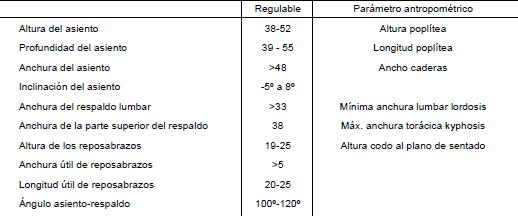 Regulable Parámetro antropométrico
Altura del asiento 38-52 Altura poplítea
Profundidad del asiento 39 - 55 Longitud poplítea
Anchura del asiento >48 Ancho caderas
Inclinación del asiento -5º a 8º
Anchura del respaldo lumbar >33 Mínima anchura lumbar lordosis
Anchura de la parte superior del respaldo 38 Máx. anchura torácica kyphosis
Altura de los reposabrazos 19-25 Altura codo al plano de sentado
Anchura útil de reposabrazos >5
Longitud útil de reposabrazos 20-25
Ángulo asiento-respaldo 100º-120º